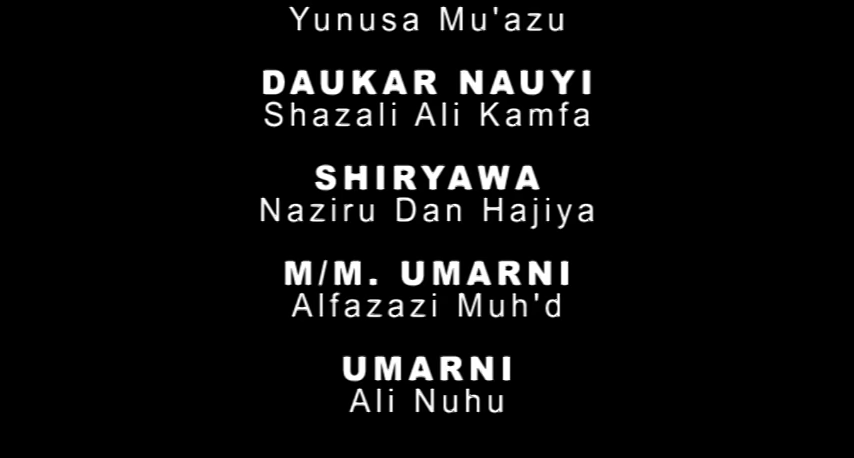 Yunusa Mu'azu
DAUKAR NAUYI
Shazali Ali Kamfa
SHIRYAWA
Naziru Dan Hajiya
M/M. UMARNI
Alfazazi Muh'd
UMARNI
Ali Nuhu